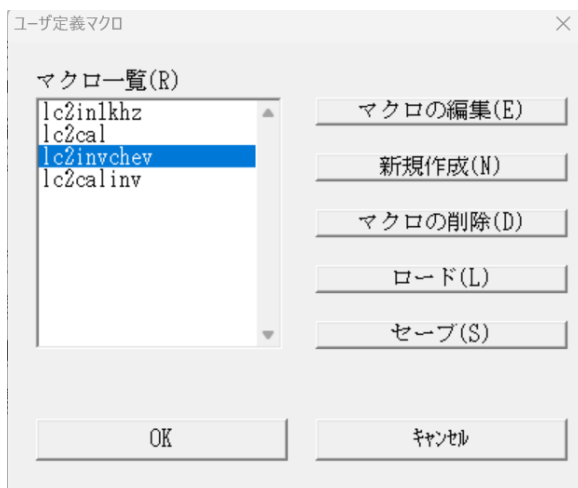 ユーザ定義マクロ
マクロ一覧(R)
lc2in1khz
lc2cal
lc2invchev
lc2calinv
マクロの編集(E)
新規作成(N)
マクロの削除(D)
ロード(L)
セーブ(S)
OK
ｷｬﾝｾﾙ